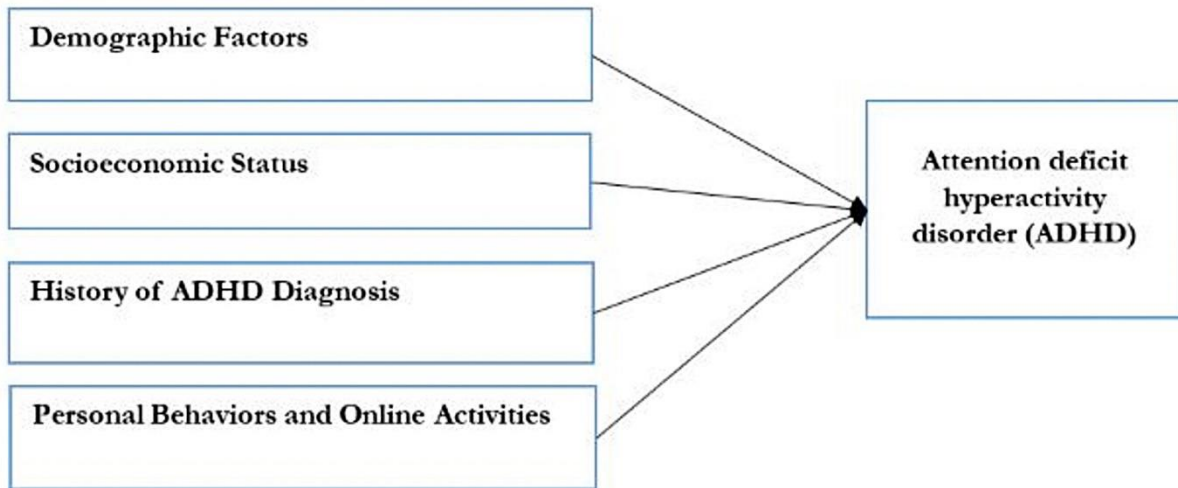 Demographic Factors
Socioeconomic Status
History of ADHD Diagnosis
Personal Behaviors and Online Activities
Attention deficit
hyperactivity
disorder (ADHD)